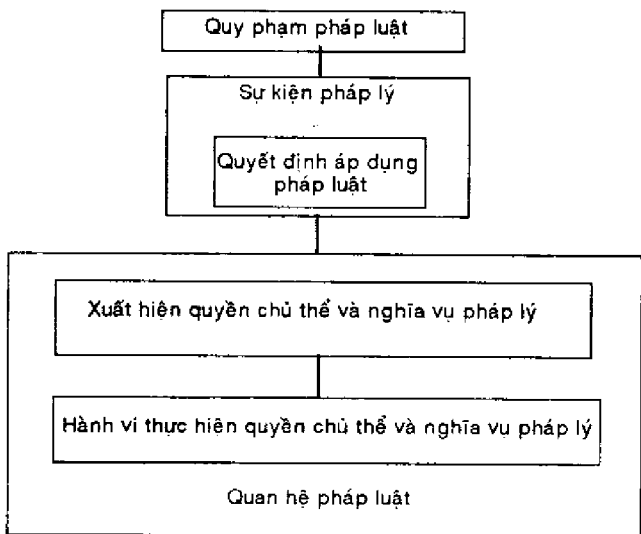 Quy phạm pháp luật
Sự kiện pháp lý
Quyết định áp dụng
pháp luật
Xuất hiện quyền chủ thể và nghĩa vụ pháp lý
Hành vi thực hiện quyền chủ thể và nghĩa vụ pháp lý
Quan hệ pháp luật